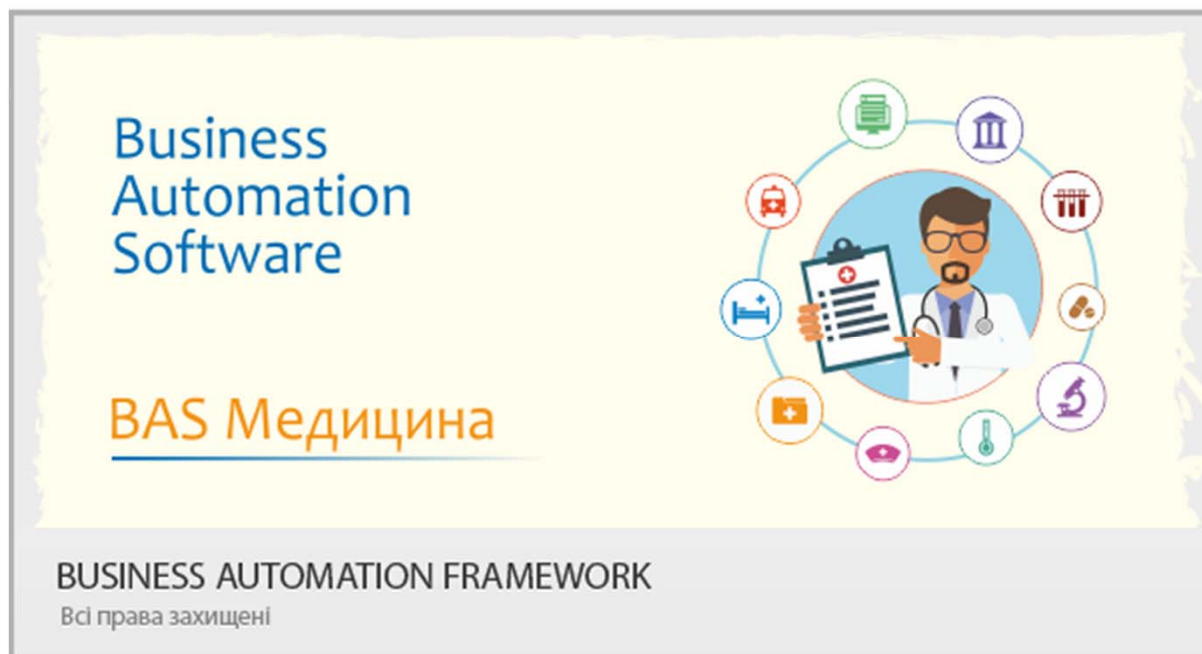 Business
Automation
Software
BAS Медицина
BUSINESS AUTOMATION FRAMEWORK
Всі права захищені